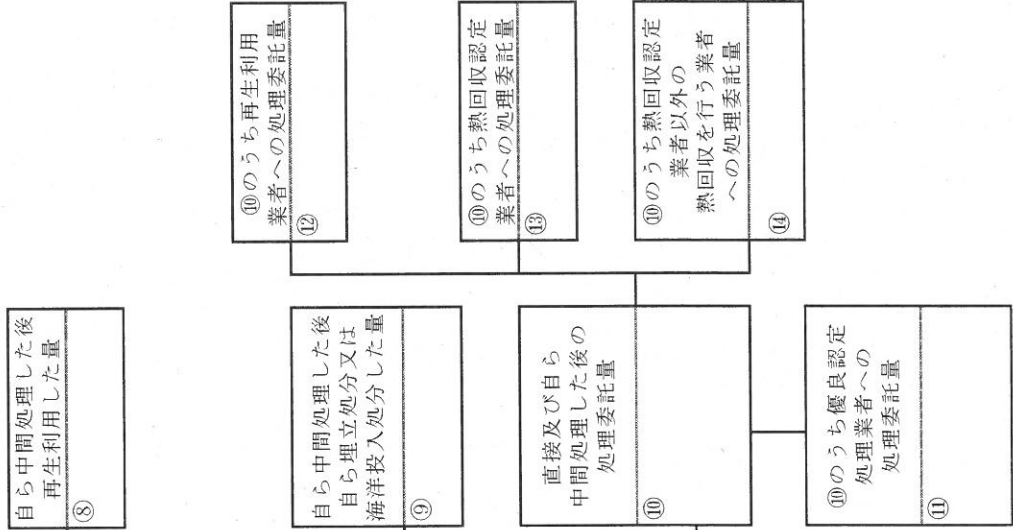 自ら中間処理した後
再生利用した量
⑧
自ら中間処理した後
自ら埋立処分又は
海洋投入処分した量
⑨
直接及び自ら
中間処理した後の
処理委託量
⑩
⑩のうち優良認定
処理業者への
処理委託量
⑪
⑩のうち再生利用
業者への処理委託量
⑫
⑩のうち熱回収認定
業者への処理委託量
⑬
⑩のうち熱回収認定
業者以外の
熱回収を行う業者
への処理委託量
⑭